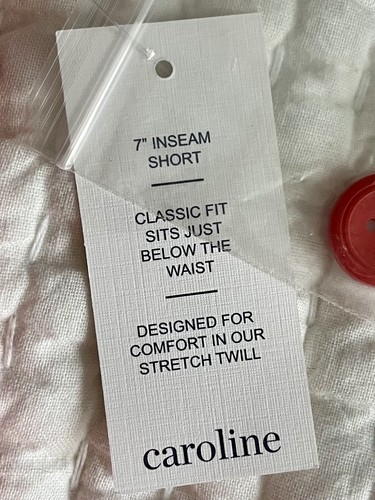 7" INSEAM
SHORT
CLASSIC FIT
SITS JUST
BELOW THE
WAIST
DESIGNED FOR
COMFORT IN OUR
STRETCH TWILL
caroline